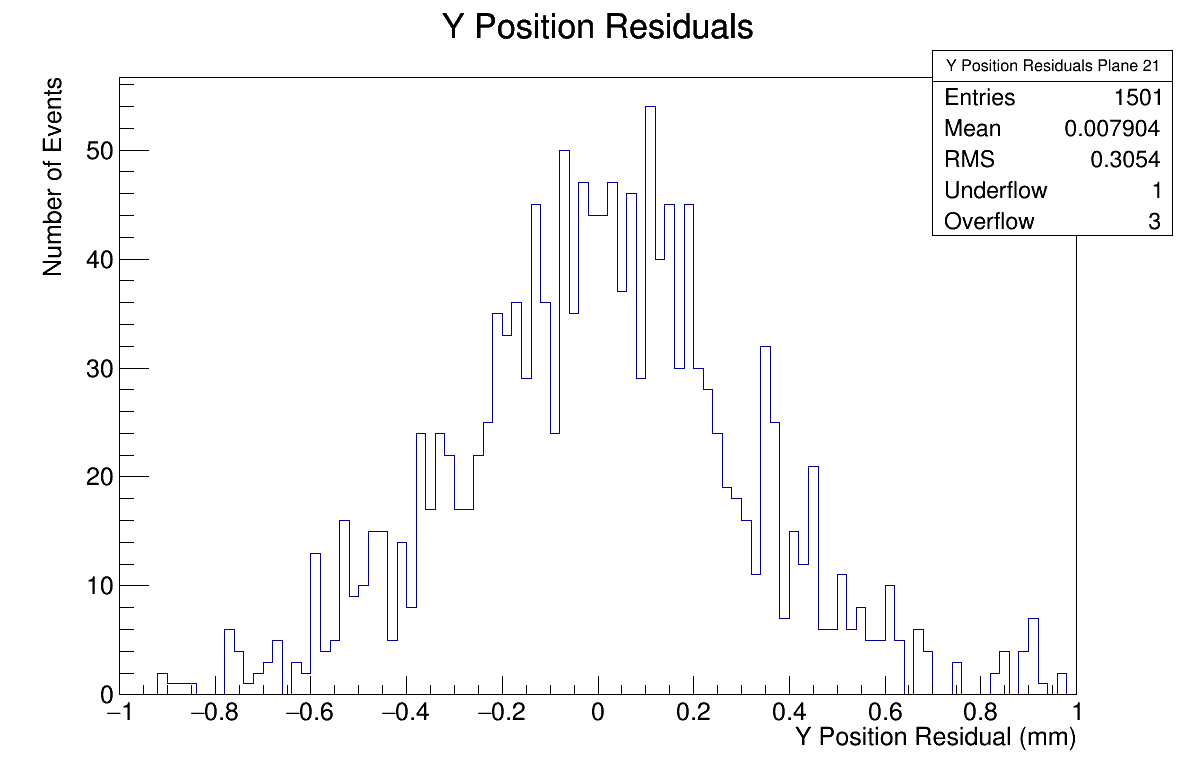 Y Position Residuals
Y Position Residuals Plane 21
Entries 1501
Mean 0.007904
RMS 0.3054
Underflow 1
Overflow 3
Number of Events
50
40
30
20
10
0
−1 −0.8 −0.6 −0.4 −0.2 0 0.2 0.4 0.6 0.8 1
Y Position Residual (mm)